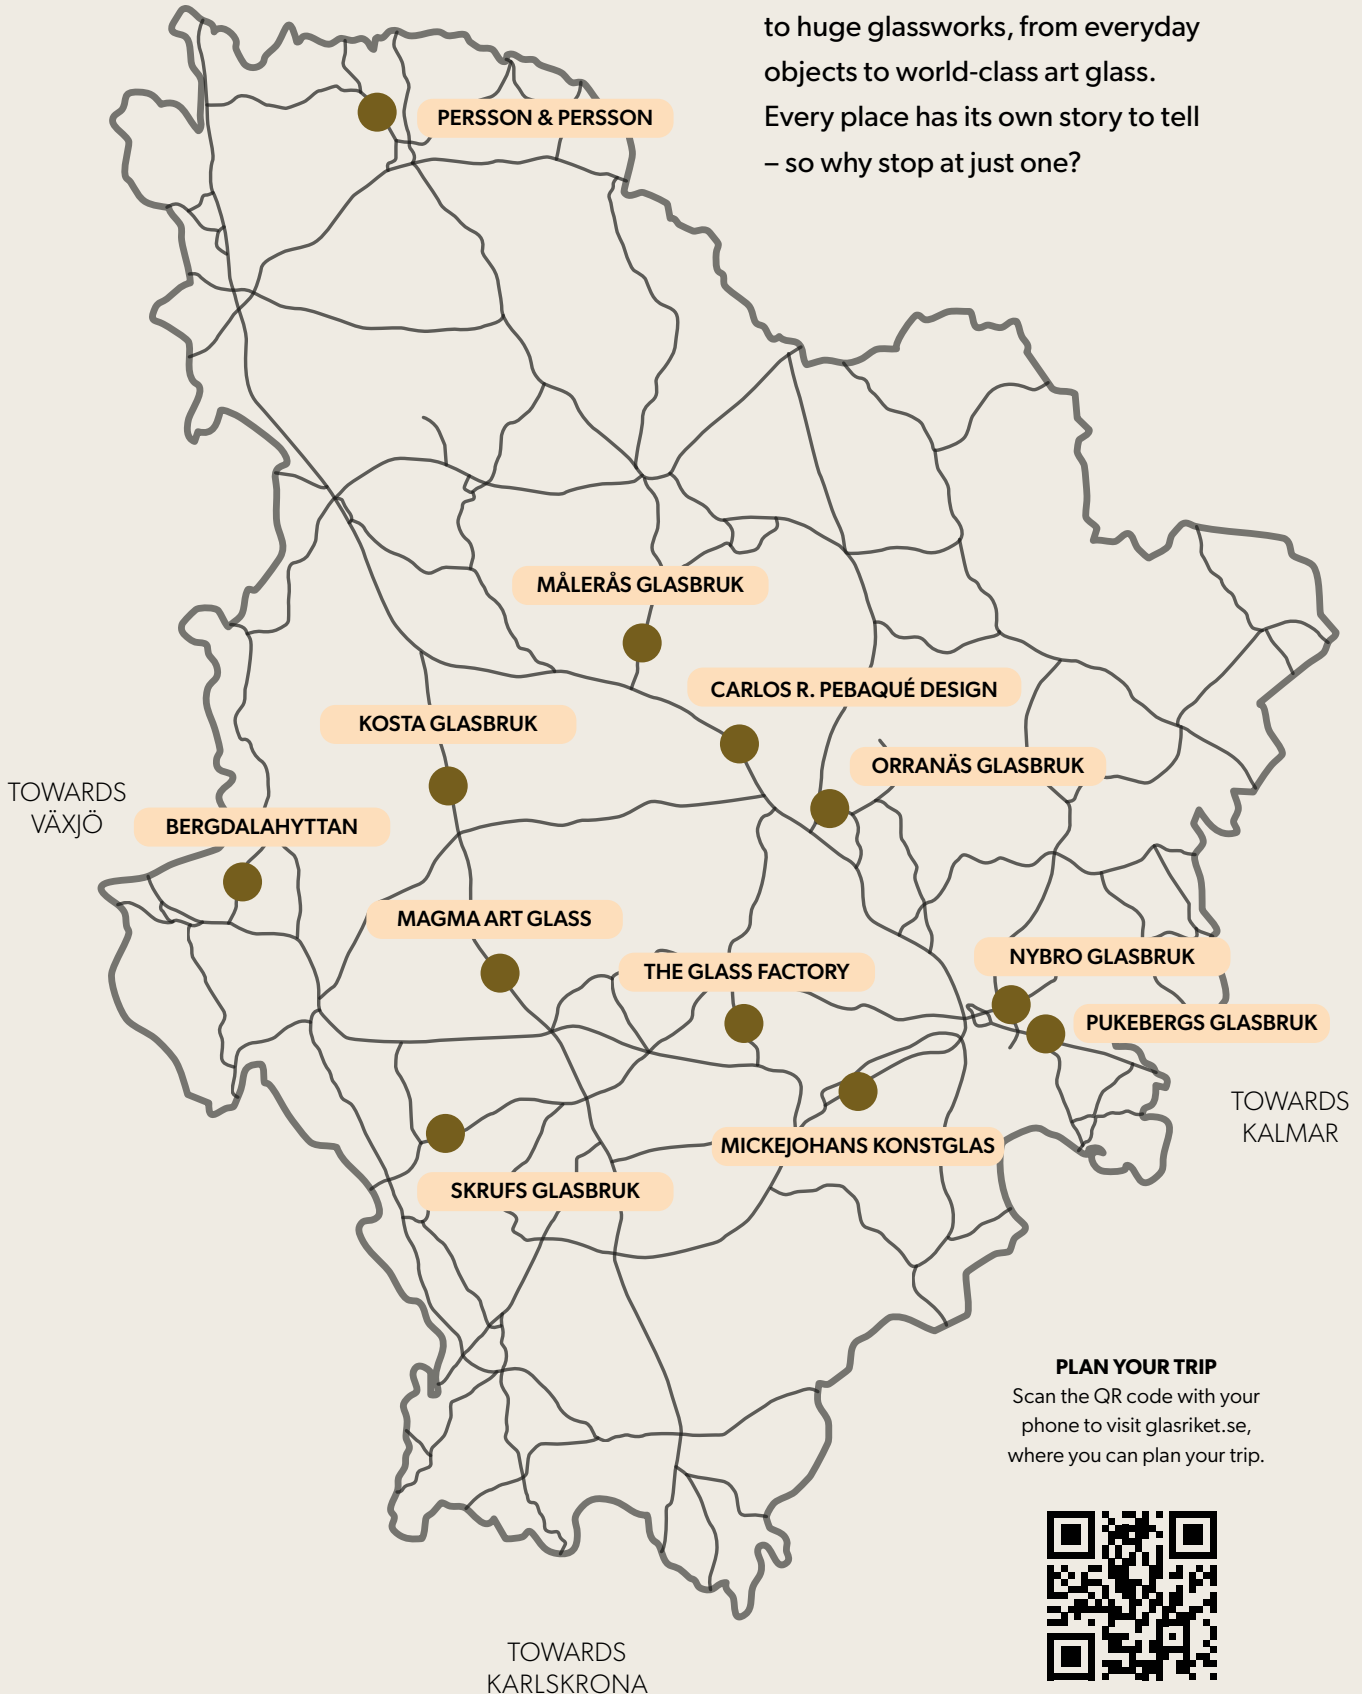 to huge glassworks, from everyday
objects to world-class art glass.
Every place has its own story to tell
– so why stop at just one?
PERSSON & PERSSON
MÅLERÅS GLASBRUK
CARLOS R. PEBAQUÉ DESIGN
KOSTA GLASBRUK
ORRANÄS GLASBRUK
TOWARDS
VÄXJÖ
BERGDALAHYTTAN
MAGMA ART GLASS
NYBRO GLASBRUK
THE GLASS FACTORY
PUKEBERGS GLASBRUK
TOWARDS
KALMAR
MICKEJOHANS KONSTGLAS
SKRUFS GLASBRUK
PLAN YOUR TRIP
Scan the QR code with your
phone to visit glasriket.se,
where you can plan your trip.
TOWARDS
KARLSKRONA